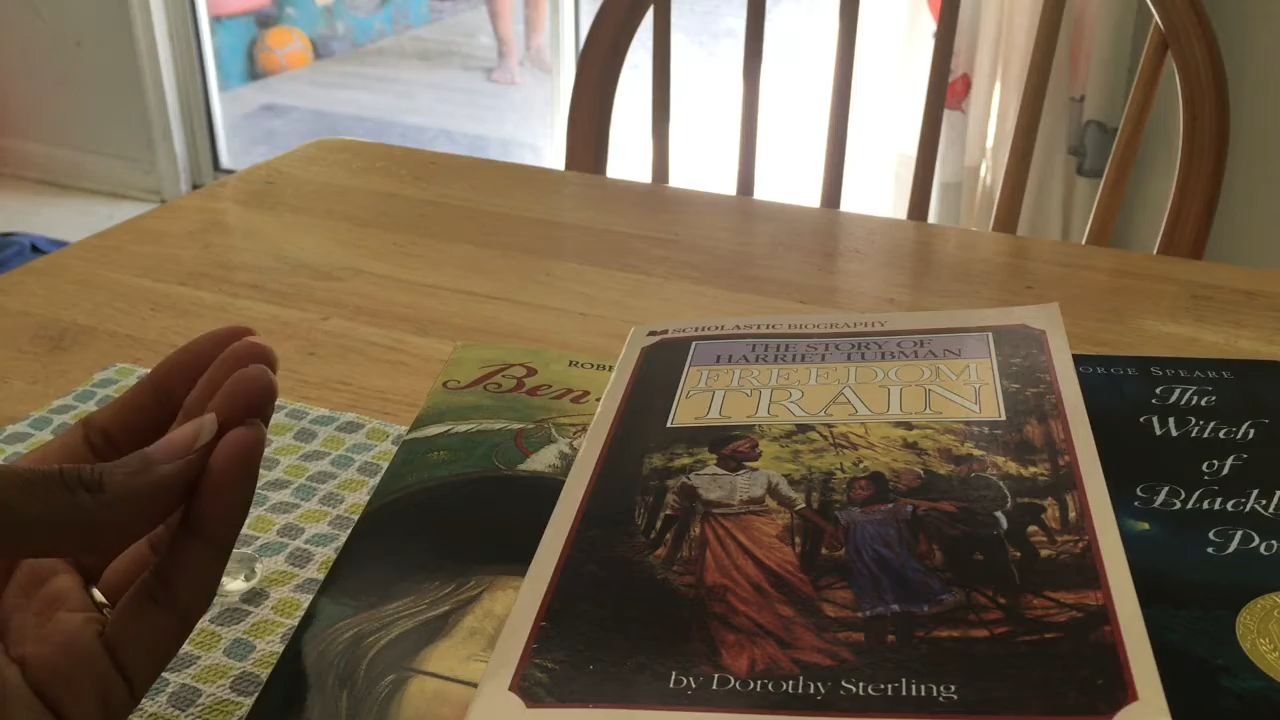 ROBE
Ben
SCHOLASTIC BIOGRAPHY
THE STORY OF
HARRIET TUBMAN
FREEDOM
TRAIN
by Dorothy Sterling
ORGE SPEARE
The
Witch
of
Blackb
Po